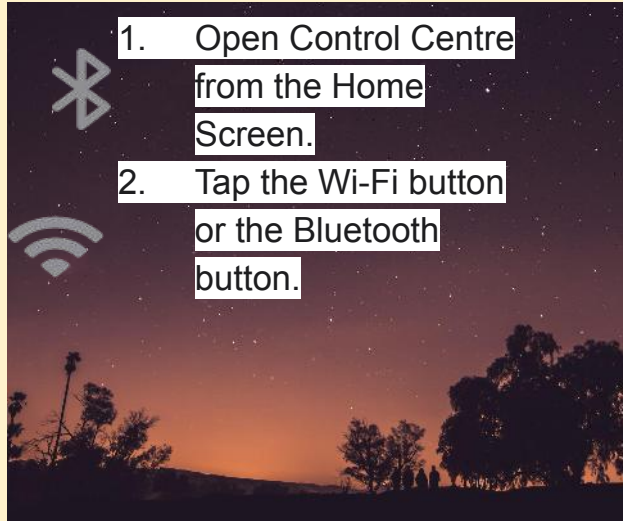 1. Open Control Centre
from the Home
Screen.
2. Tap the Wi-Fi button
or the Bluetooth
button.